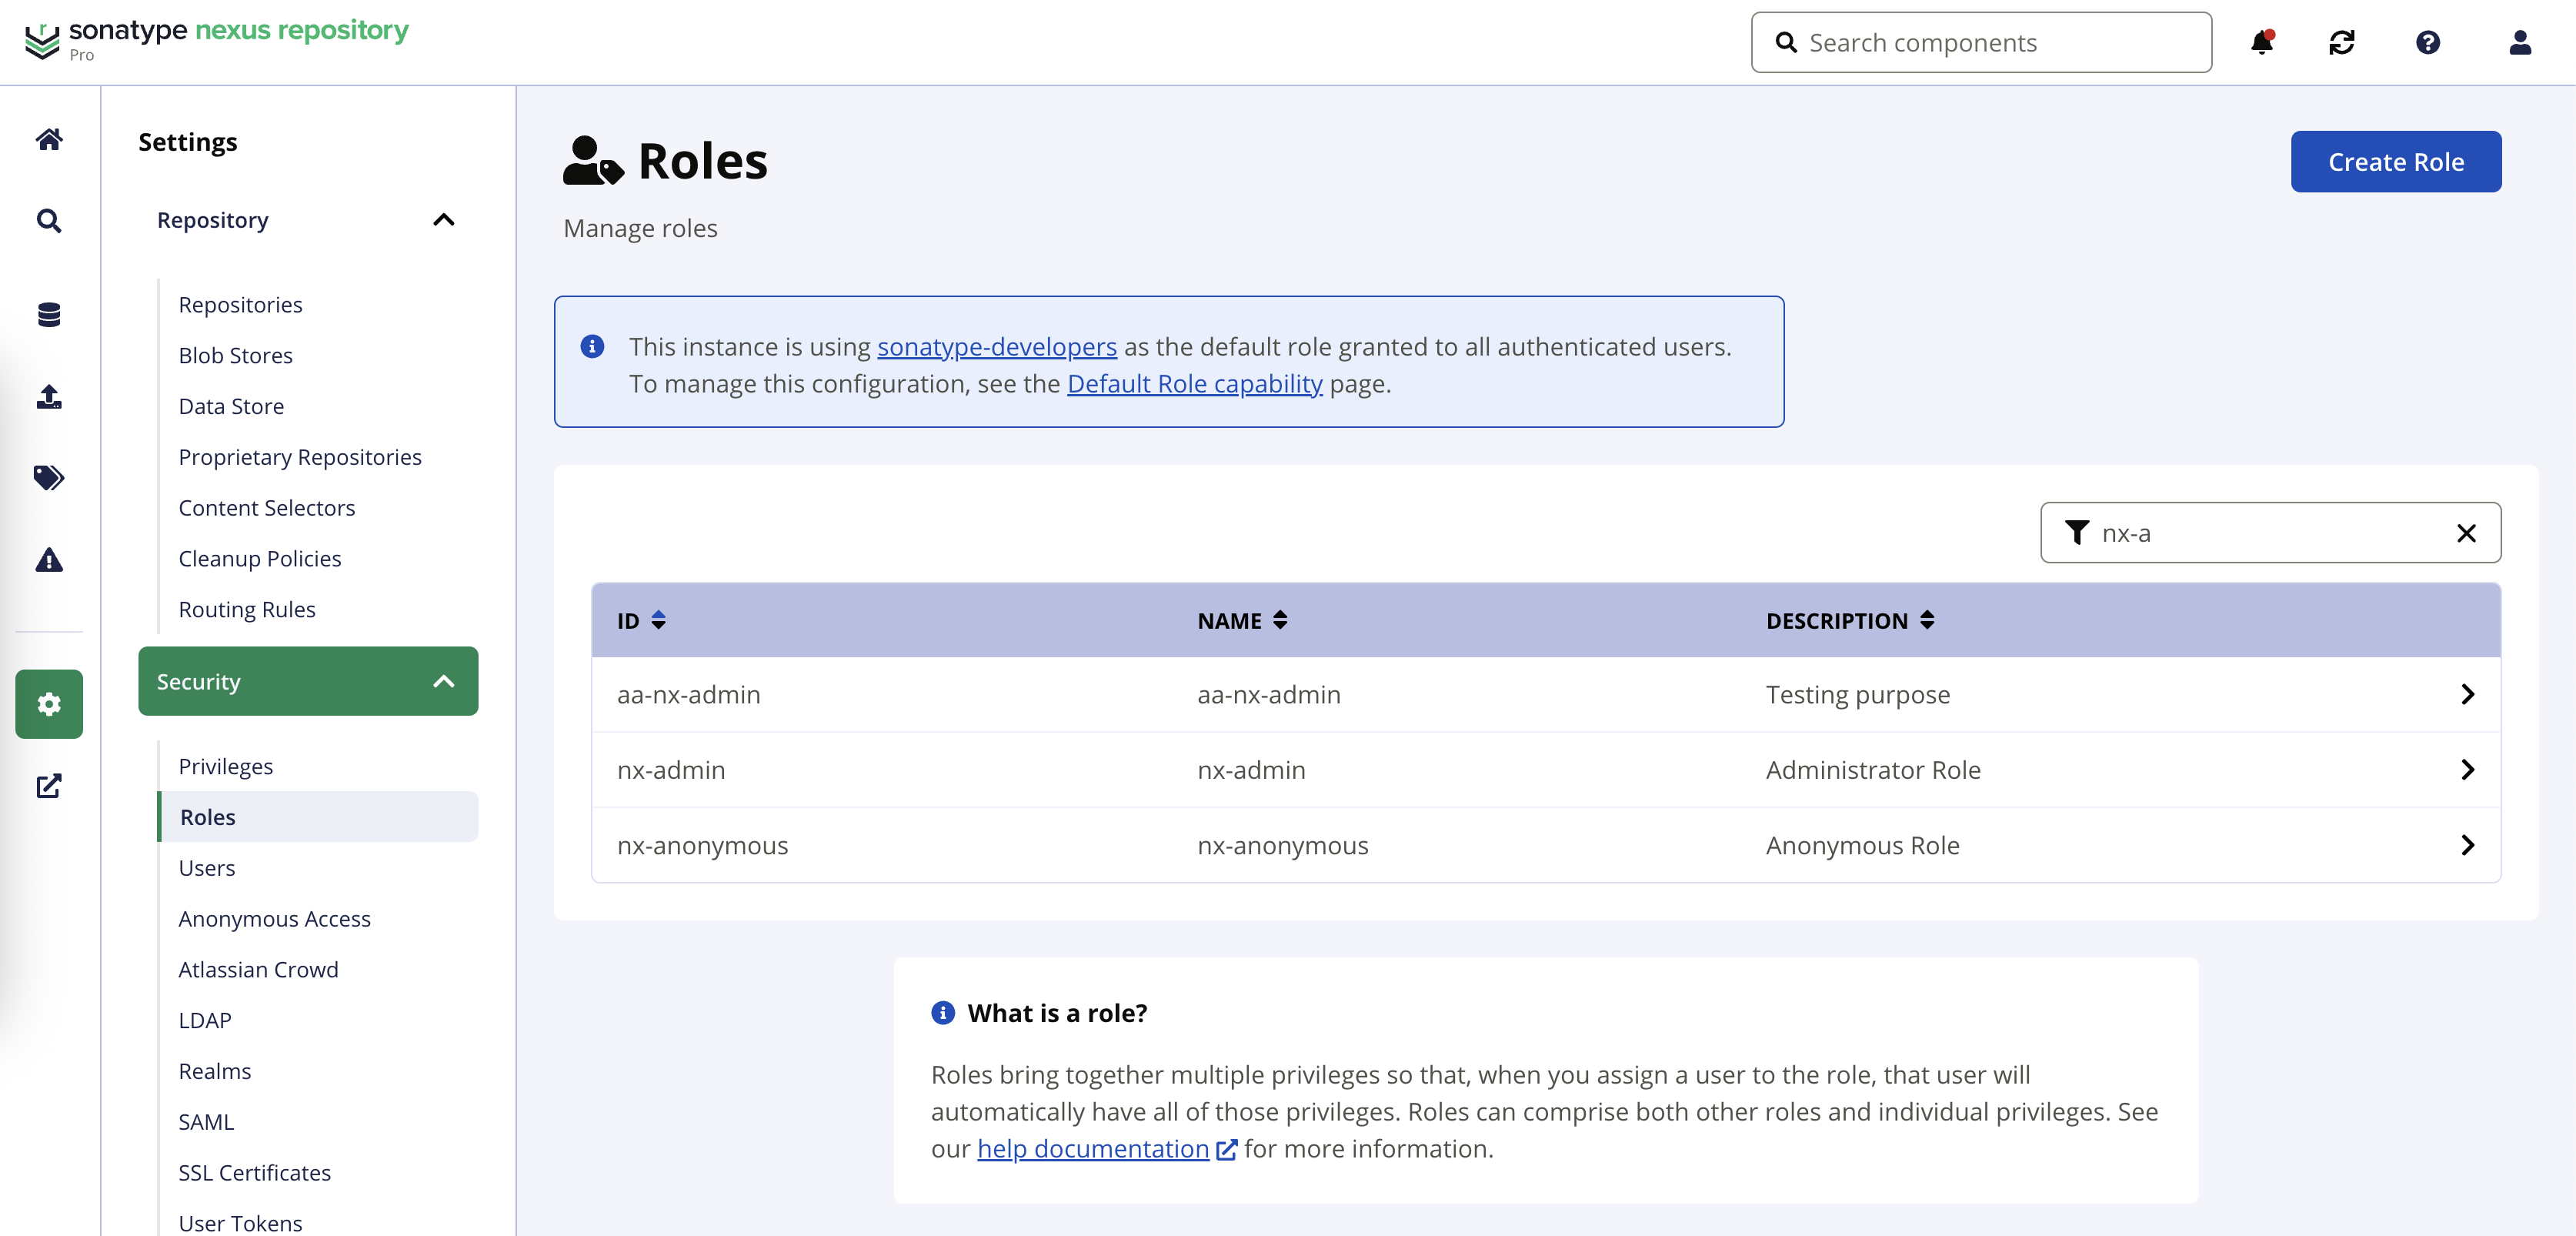 sonatype nexus repository
Pro
Search components
Settings
Repository
Repositories
Blob Stores
Data Store
Proprietary Repositories
Content Selectors
Cleanup Policies
Routing Rules
Security
Privileges
Roles
Users
Anonymous Access
Atlassian Crowd
LDAP
Realms
SAML
SSL Certificates
User Tokens
Roles
Create Role
Manage roles
This instance is using sonatype-developers as the default role granted to all authenticated users.
To manage this configuration, see the Default Role capability page.
nx-a
ID NAME DESCRIPTION
aa-nx-admin aa-nx-admin Testing purpose
nx-admin nx-admin Administrator Role
nx-anonymous nx-anonymous Anonymous Role
What is a role?
Roles bring together multiple privileges so that, when you assign a user to the role, that user will
automatically have all of those privileges. Roles can comprise both other roles and individual privileges. See
our help documentation for more information.